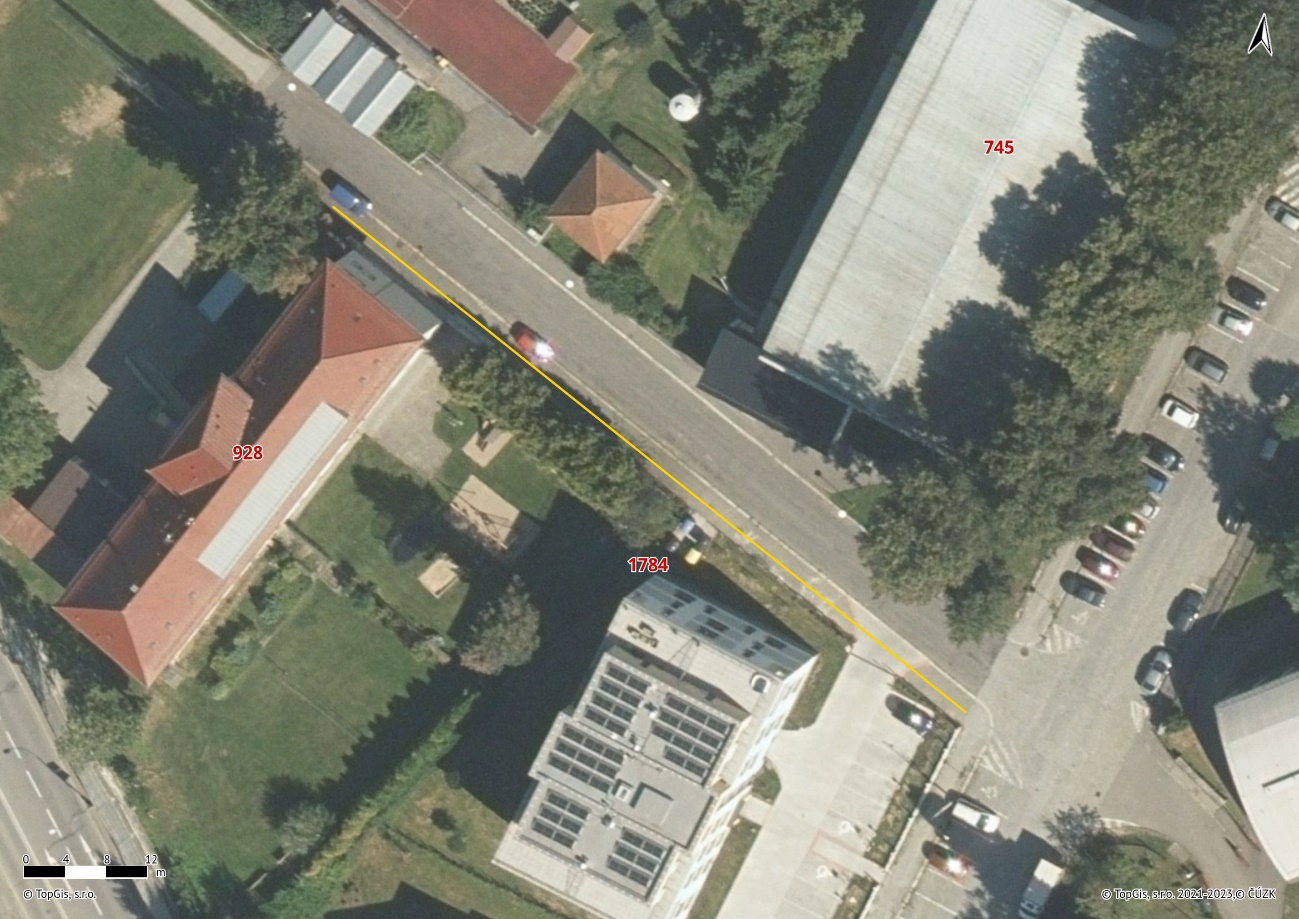 745
928
1784
0 4 8 12
m
© TopGis, s.r.o.
© TopGis, s.r.o. 2021-2023,© ČÚZK